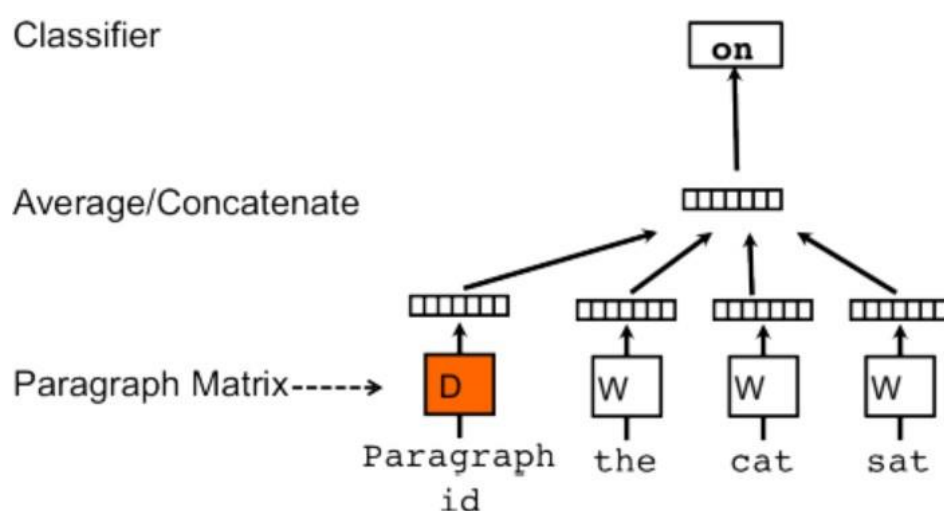 Classifier
on
Average/Concatenate
Paragraph Matrix
D
W
W
W
Paragraph
id
the
cat
sat